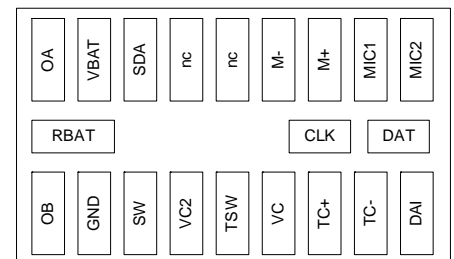 OA VBAT SDA nc nc M- M+ MIC1 MIC2
RBAT CLK DAT
OB GND SW VC2 TSW VC TC+ TC- DAI